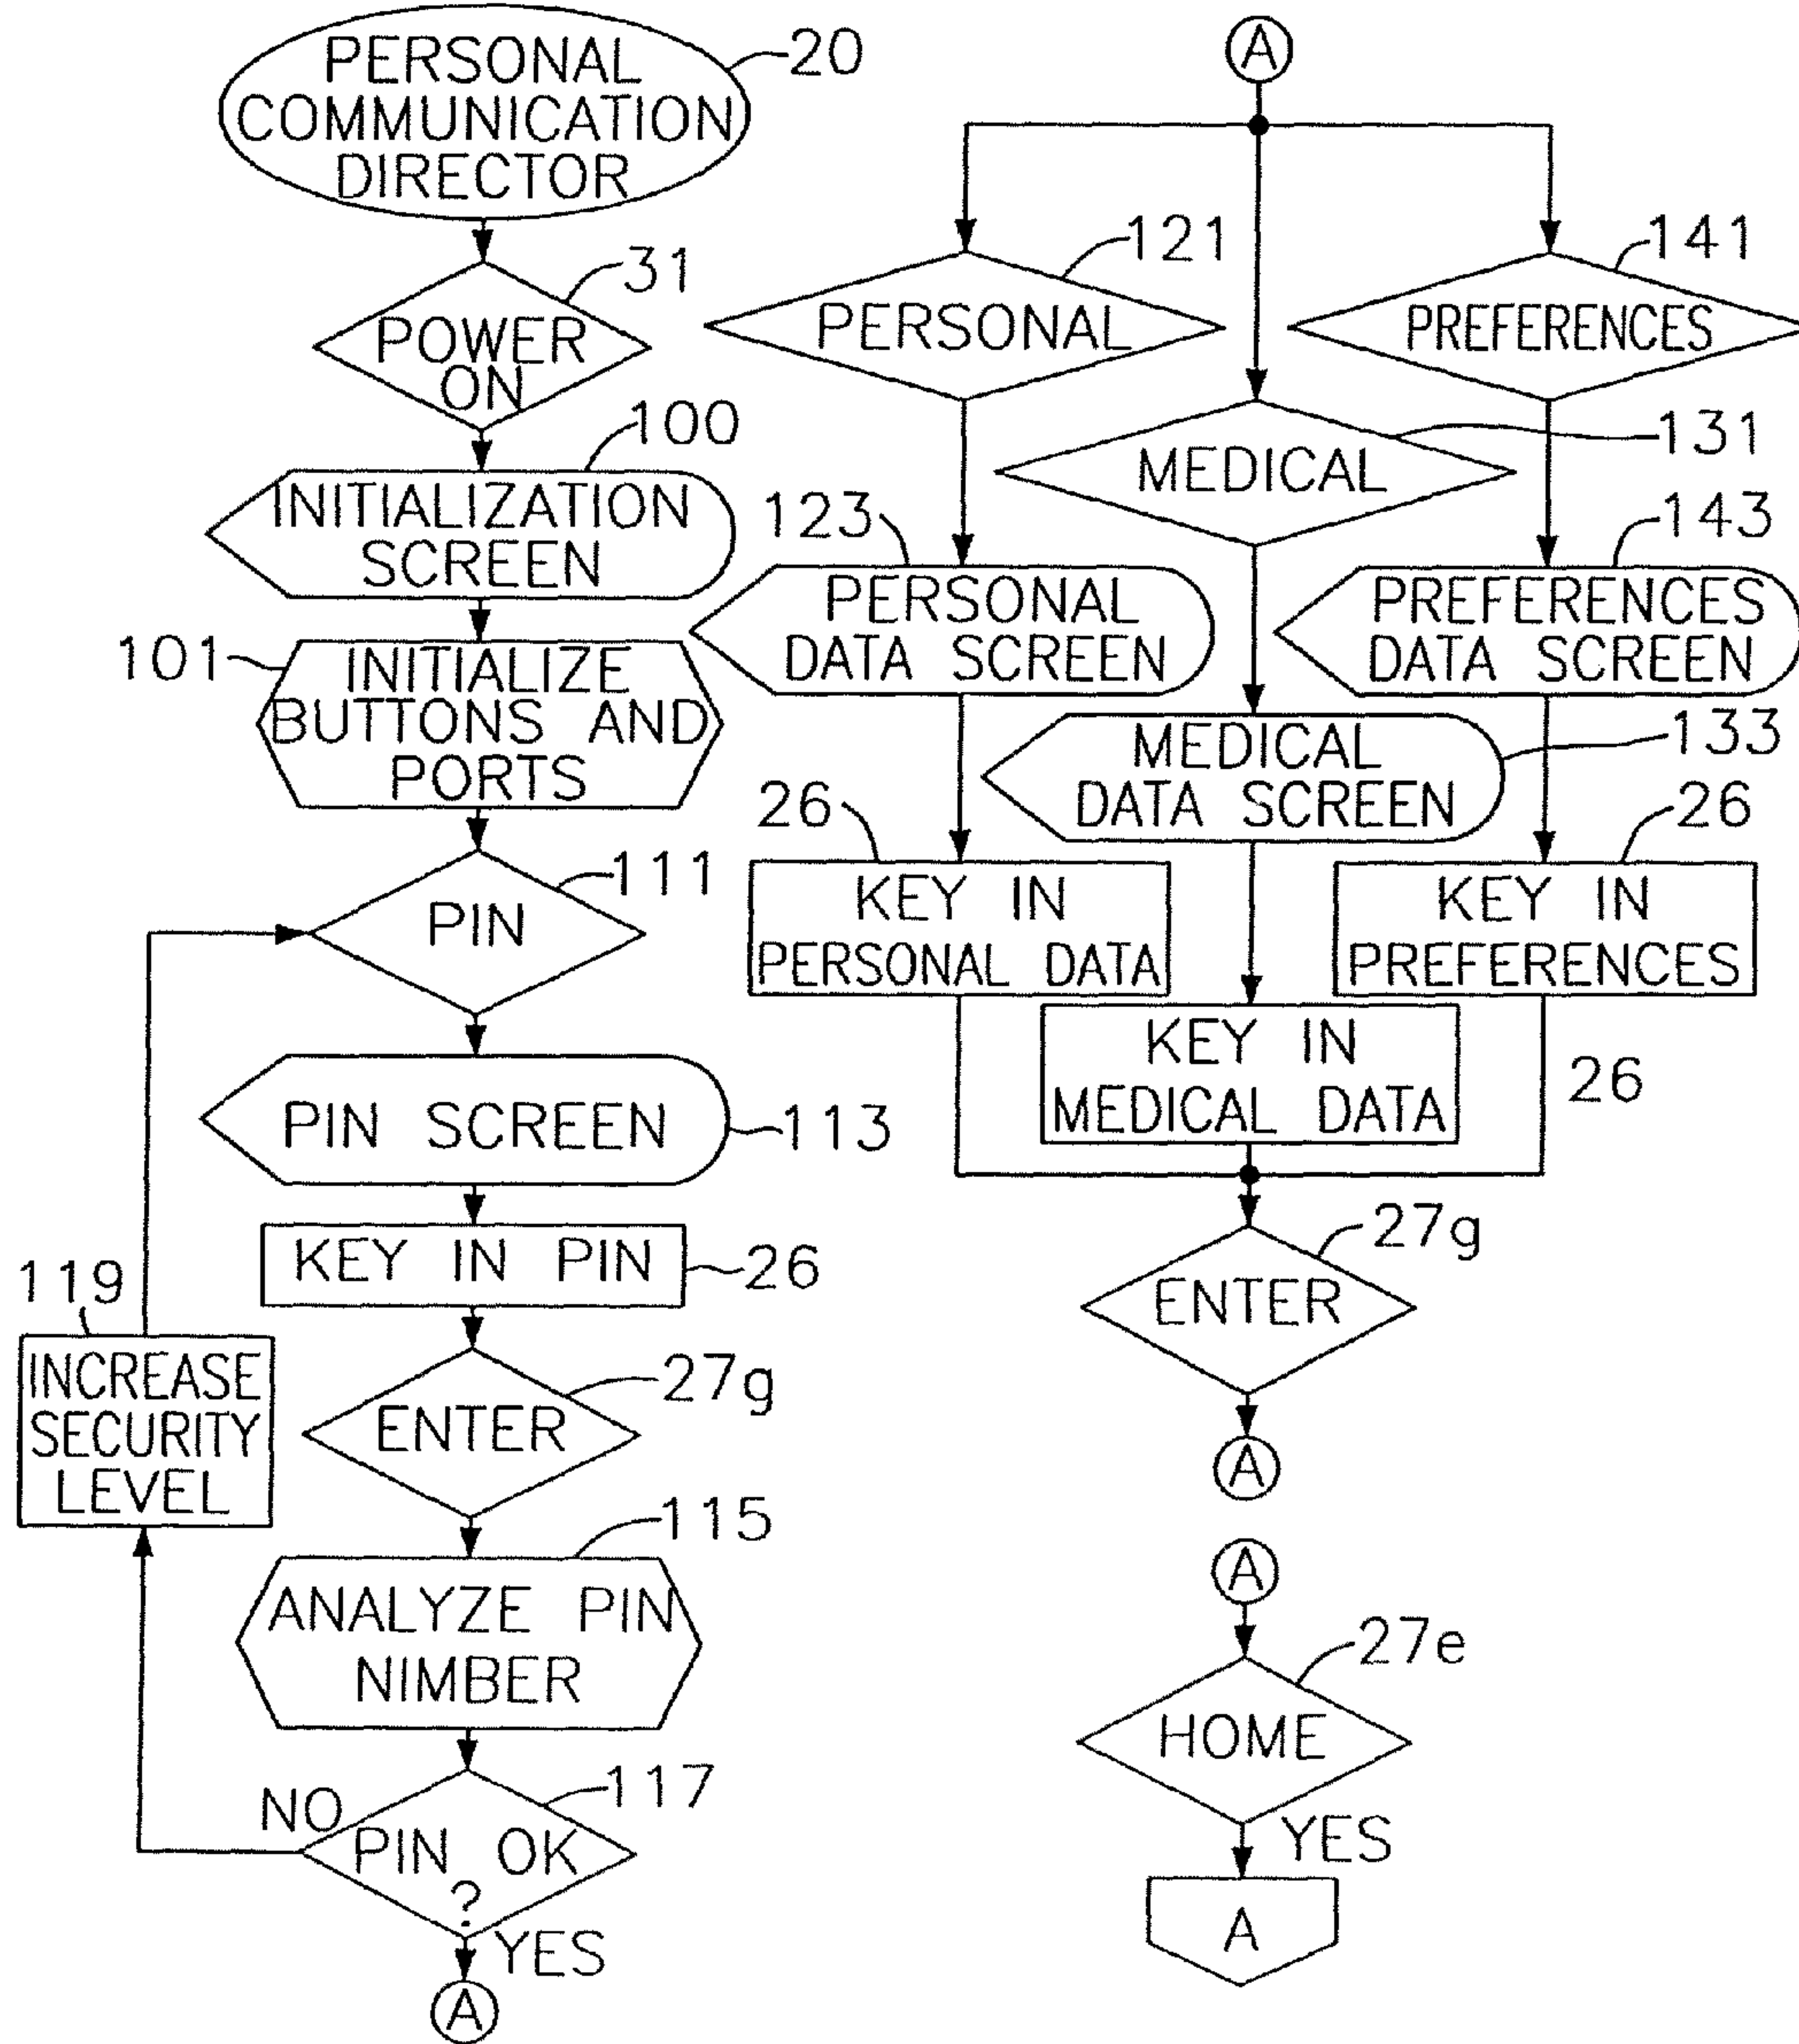 PERSONAL
COMMUNICATION
DIRECTOR
20
31
POWER
ON
100
INITIALIZATION
SCREEN
101
INITIALIZE
BUTTONS AND
PORTS
111
PIN
PIN SCREEN
113
KEY IN PIN
26
119
INCREASE
SECURITY
LEVEL
27g
ENTER
115
ANALYZE PIN
NIMBER
117
NO
PIN OK
?
YES
A
A
121
PERSONAL
141
PREFERENCES
131
MEDICAL
123
PERSONAL
DATA SCREEN
143
PREFERENCES
DATA SCREEN
133
MEDICAL
DATA SCREEN
26
KEY IN
PERSONAL DATA
26
KEY IN
PREFERENCES
KEY IN
MEDICAL DATA
26
27g
ENTER
A
A
27e
HOME
YES
A